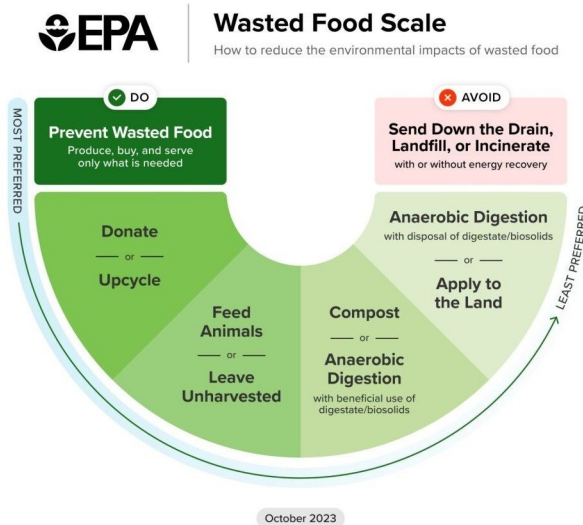 EPA
Wasted Food Scale
How to reduce the environmental impacts of wasted food
DO
Prevent Wasted Food
Produce, buy, and serve
only what is needed
AVOID
Send Down the Drain,
Landfill, or Incinerate
with or without energy recovery
MOST PREFERRED
Donate
or
Upcycle
Feed
Animals
or
Leave
Unharvested
Compost
or
Anaerobic
Digestion
with beneficial use of
digestate/biosolids
Anaerobic Digestion
with disposal of digestate/biosolids
or
Apply to
the Land
LEAST PREFERRED
October 2023